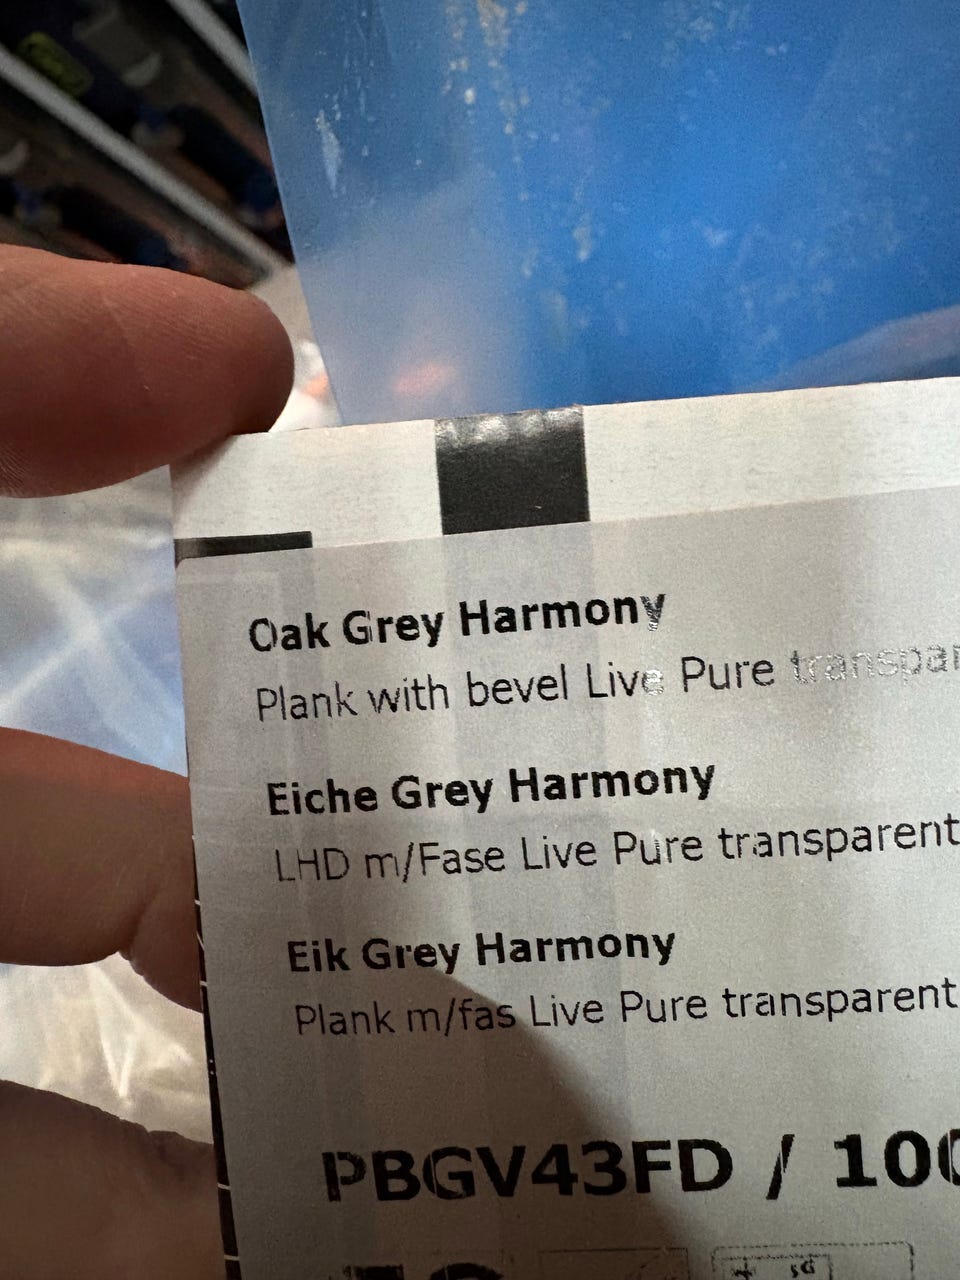 Oak Grey Harmony
Plank with bevel Live Pure
Eiche Grey Harmony
LHD m/Fase Live Pure transparent
Eik Grey Harmony
Plank m/fas Live Pure transparent
PBGV43FD /